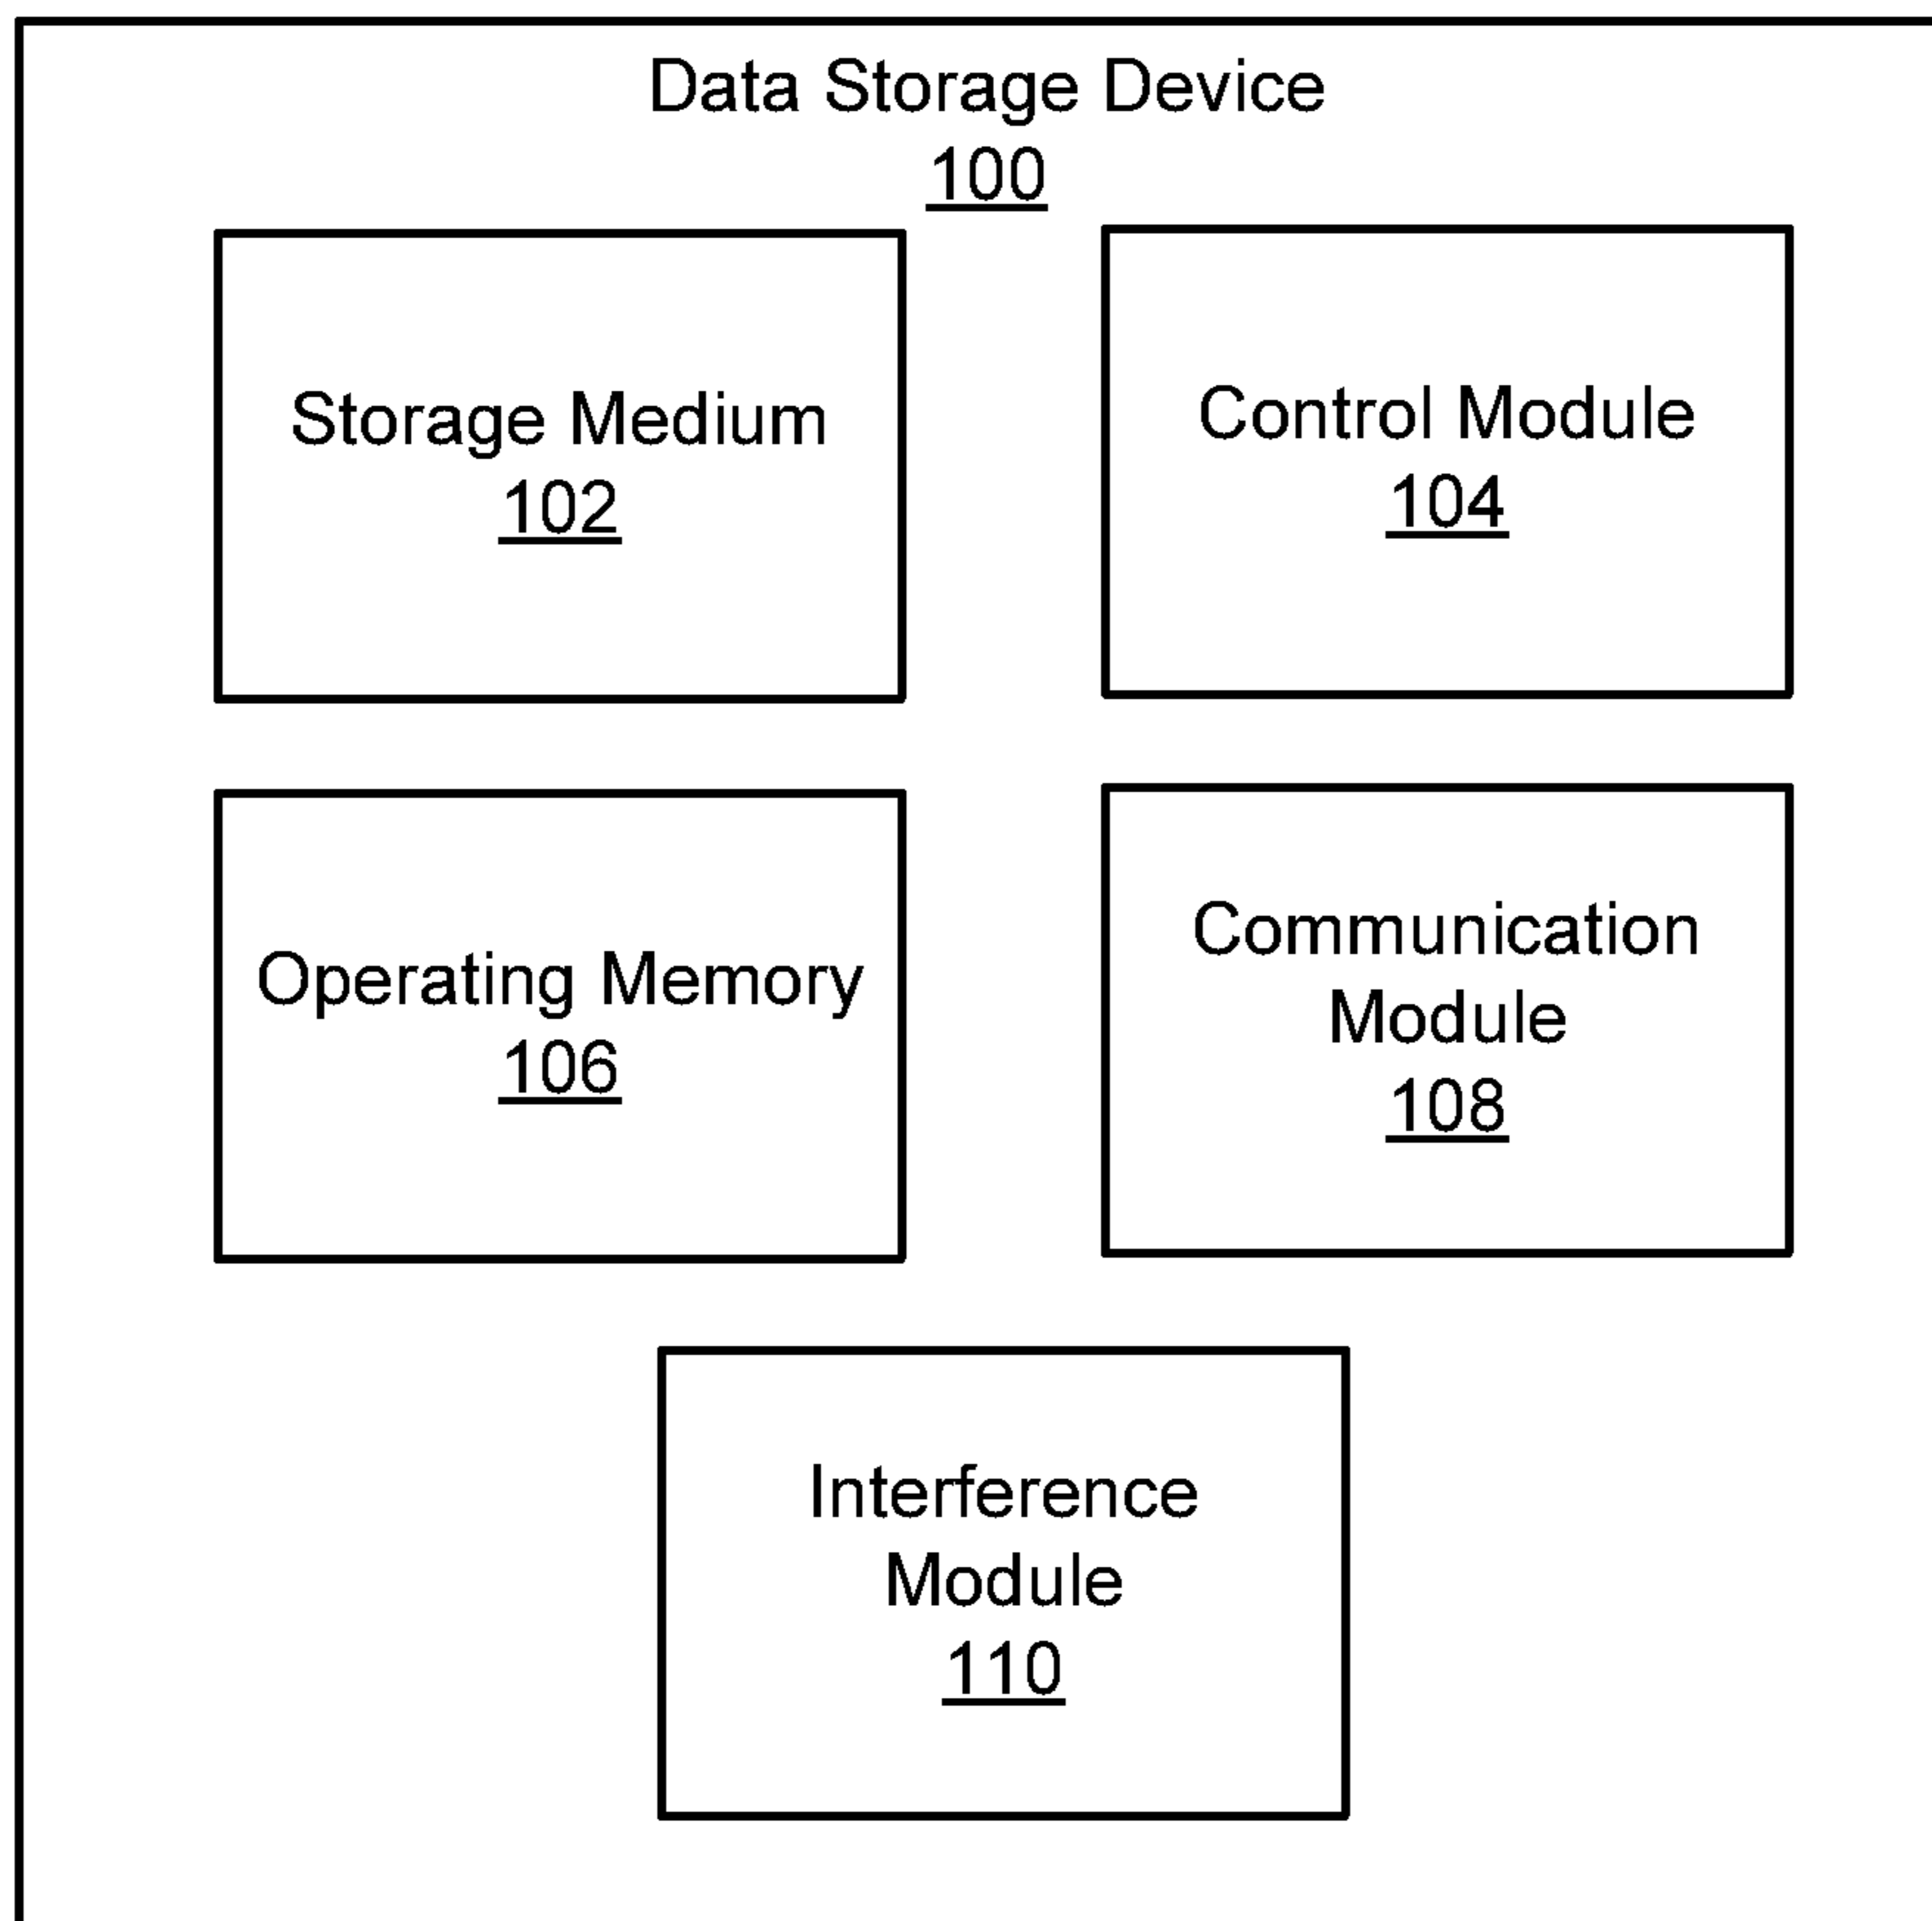 Data Storage Device
100
Storage Medium
102
Control Module
104
Operating Memory
106
Communication
Module
108
Interference
Module
110